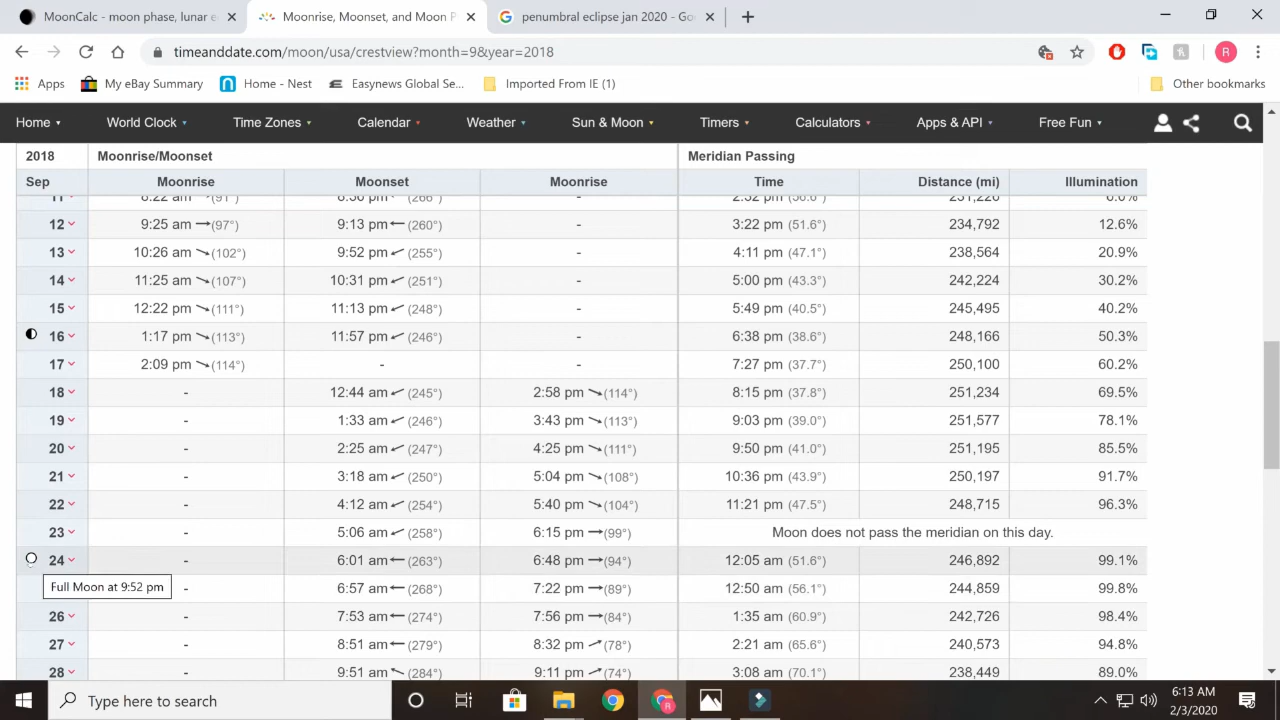 MoonCalc - moon phase, lunar e
Moonrise, Moonset, and Moon P
penumbral eclipse jan 2020 - Go
timeanddate.com/moon/usa/crestview?month=9&year=2018
R
Apps My eBay Summary Home - Nest Easynews Global Se... Imported From IE (1) Other bookmarks
Home World Clock Time Zones Calendar Weather Sun & Moon Timers Calculators Apps & API Free Fun
2018 Moonrise/Moonset Meridian Passing
Sep Moonrise Moonset Moonrise Time Distance (mi) Illumination
11 8:22 am (91°) 8:36 pm (266°) - 2:32 pm (56.6°) 231,226 6.0%
12 9:25 am →(97°) 9:13 pm ←(260°) - 3:22 pm (51.6°) 234,792 12.6%
13 10:26 am ↘(102°) 9:52 pm ↙(255°) - 4:11 pm (47.1°) 238,564 20.9%
14 11:25 am ↘(107°) 10:31 pm ↙(251°) - 5:00 pm (43.3°) 242,224 30.2%
15 12:22 pm ↘(111°) 11:13 pm ↙(248°) - 5:49 pm (40.5°) 245,495 40.2%
16 1:17 pm ↘(113°) 11:57 pm ↙(246°) - 6:38 pm (38.6°) 248,166 50.3%
17 2:09 pm ↘(114°) - - 7:27 pm (37.7°) 250,100 60.2%
18 - 12:44 am ↙(245°) 2:58 pm ↘(114°) 8:15 pm (37.8°) 251,234 69.5%
19 - 1:33 am ↙(246°) 3:43 pm ↘(113°) 9:03 pm (39.0°) 251,577 78.1%
20 - 2:25 am ↙(247°) 4:25 pm ↘(111°) 9:50 pm (41.0°) 251,195 85.5%
21 - 3:18 am ↙(250°) 5:04 pm ↘(108°) 10:36 pm (43.9°) 250,197 91.7%
22 - 4:12 am ↙(254°) 5:40 pm ↘(104°) 11:21 pm (47.5°) 248,715 96.3%
23 - 5:06 am ↙(258°) 6:15 pm →(99°) Moon does not pass the meridian on this day.
24 - 6:01 am ←(263°) 6:48 pm →(94°) 12:05 am (51.6°) 246,892 99.1%
Full Moon at 9:52 pm - 6:57 am ←(268°) 7:22 pm →(89°) 12:50 am (56.1°) 244,859 99.8%
26 - 7:53 am ←(274°) 7:56 pm →(84°) 1:35 am (60.9°) 242,726 98.4%
27 - 8:51 am ←(279°) 8:32 pm ↗(78°) 2:21 am (65.6°) 240,573 94.8%
28 - 9:51 am ↖(284°) 9:11 pm ↗(74°) 3:08 am (70.1°) 238,449 89.0%
Type here to search
R
6:13 AM
2/3/2020